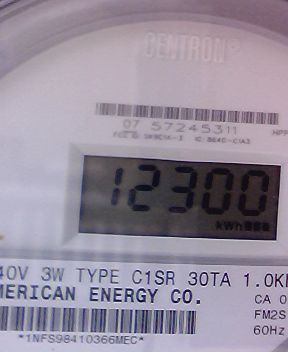 CENTRON®
07 57245311
12300
kWh
40V 3W TYPE C1SR 30TA 1.0K
MERICAN ENERGY CO.
CA 0
FM2S
60Hz
*1NFS98410366MEC*